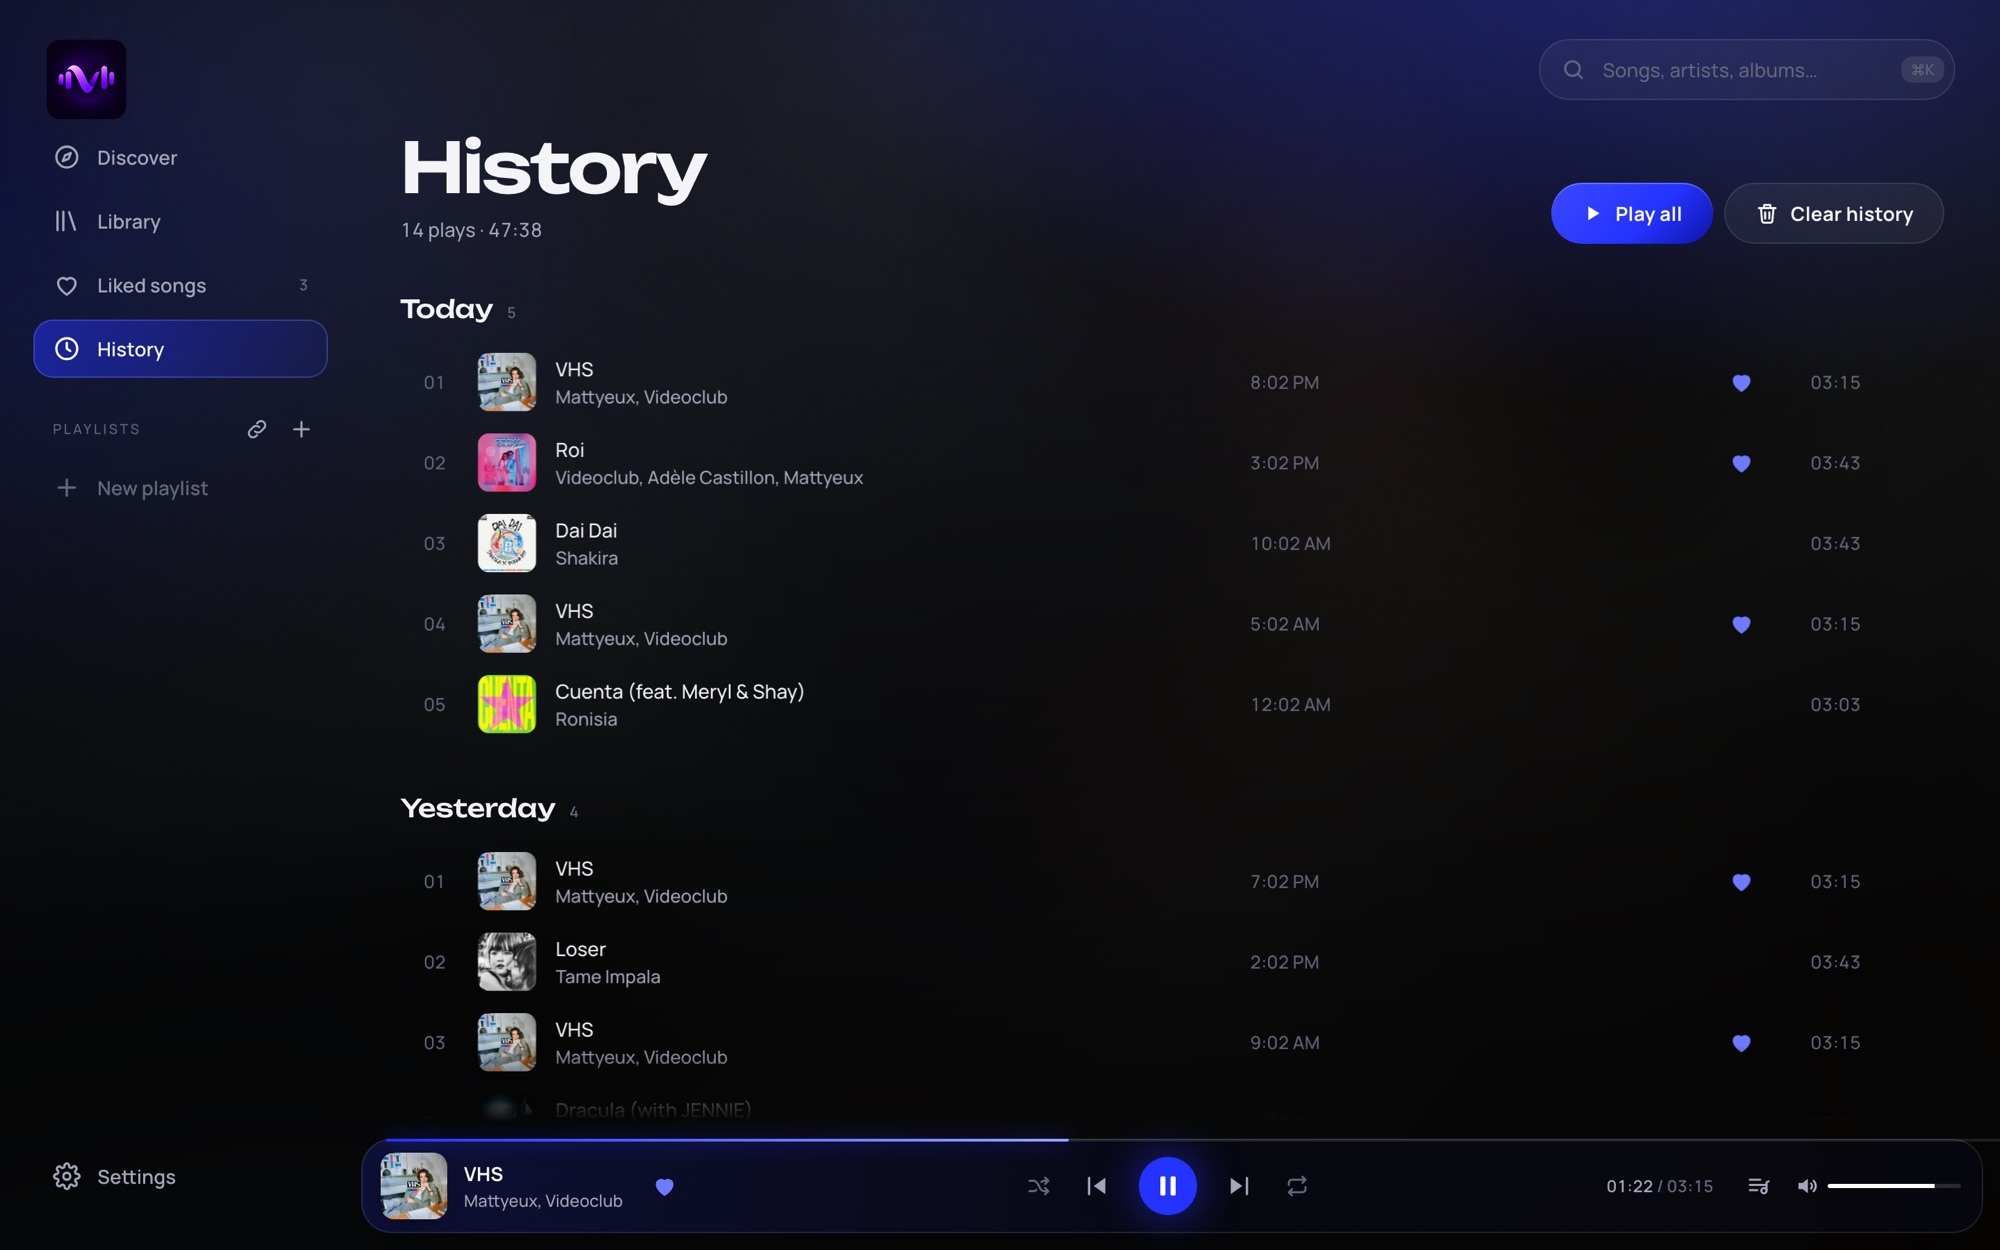 Songs, artists, albums...
⌘K
Discover
Library
Liked songs 3
History
PLAYLISTS
New playlist
Settings
History
14 plays · 47:38
Play all
Clear history
Today 5
01 VHS 8:02 PM 03:15
Mattyeux, Videoclub
02 Roi 3:02 PM 03:43
Videoclub, Adèle Castillon, Mattyeux
03 Dai Dai 10:02 AM 03:43
Shakira
04 VHS 5:02 AM 03:15
Mattyeux, Videoclub
05 Cuenta (feat. Meryl & Shay) 12:02 AM 03:03
Ronisia
Yesterday 4
01 VHS 7:02 PM 03:15
Mattyeux, Videoclub
02 Loser 2:02 PM 03:43
Tame Impala
03 VHS 9:02 AM 03:15
Mattyeux, Videoclub
Dracula (with JENNIE)
VHS
Mattyeux, Videoclub
01:22 / 03:15